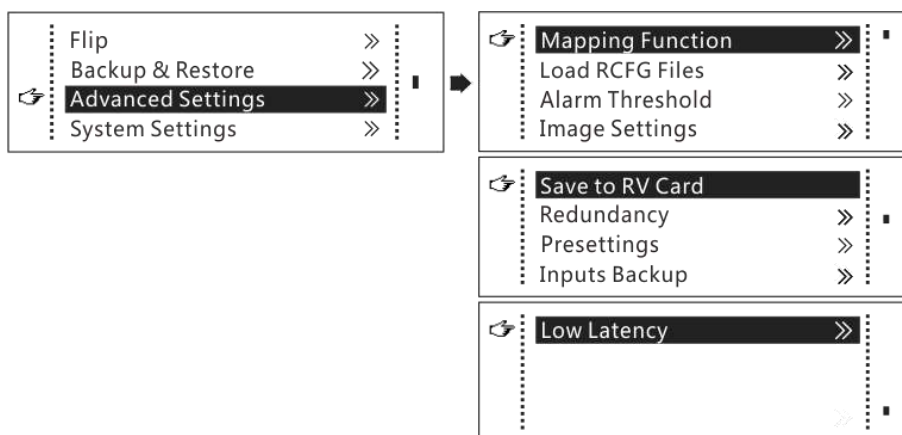 Flip »
Backup & Restore »
Advanced Settings »
System Settings »
Mapping Function »
Load RCFG Files »
Alarm Threshold »
Image Settings »
Save to RV Card
Redundancy »
Presettings »
Inputs Backup »
Low Latency »